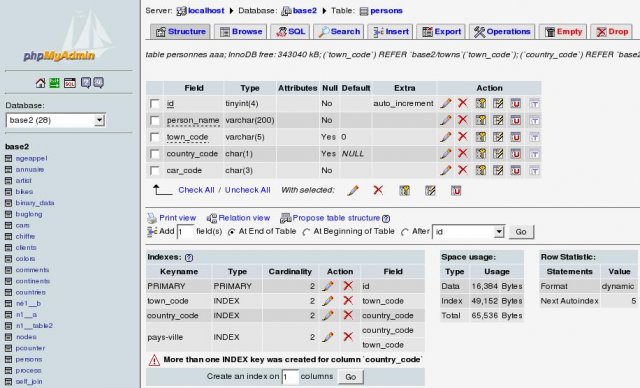 phpMyAdmin
SQL
Database:
base2 (28)
base2
ageappel
annuaire
artist
bikes
binary_data
buglong
cars
chiffre
clients
colors
comments
continents
countries
ne1__b
n1__a
n1__table2
nodes
pcounter
persons
process
self_join
Server: localhost ▸ Database: base2 ▸ Table: persons
Structure Browse SQL Search Insert Export Operations Empty Drop
table personnes aaa; InnoDB free: 343040 kB; (`town_code`) REFER `base2/towns`(`town_code`); (`country_code`) REFER `base2
Field Type Attributes Null Default Extra Action
id tinyint(4) No auto_increment
person_name varchar(200) No
town_code varchar(5) Yes 0
country_code char(1) Yes NULL
car_code char(3) No
Check All / Uncheck All With selected:
Print view Relation view Propose table structure
Add 1 field(s) At End of Table At Beginning of Table After id Go
Indexes:
Keyname Type Cardinality Action Field
PRIMARY PRIMARY 2 id
town_code INDEX 2 town_code
country_code INDEX 2 country_code
pays-ville INDEX 2 country_code
town_code
More than one INDEX key was created for column `country_code`
Create an index on 1 columns Go
Space usage:
Type Usage
Data 16,384 Bytes
Index 49,152 Bytes
Total 65,536 Bytes
Row Statistic:
Statements Value
Format dynamic
Next Autoindex 5